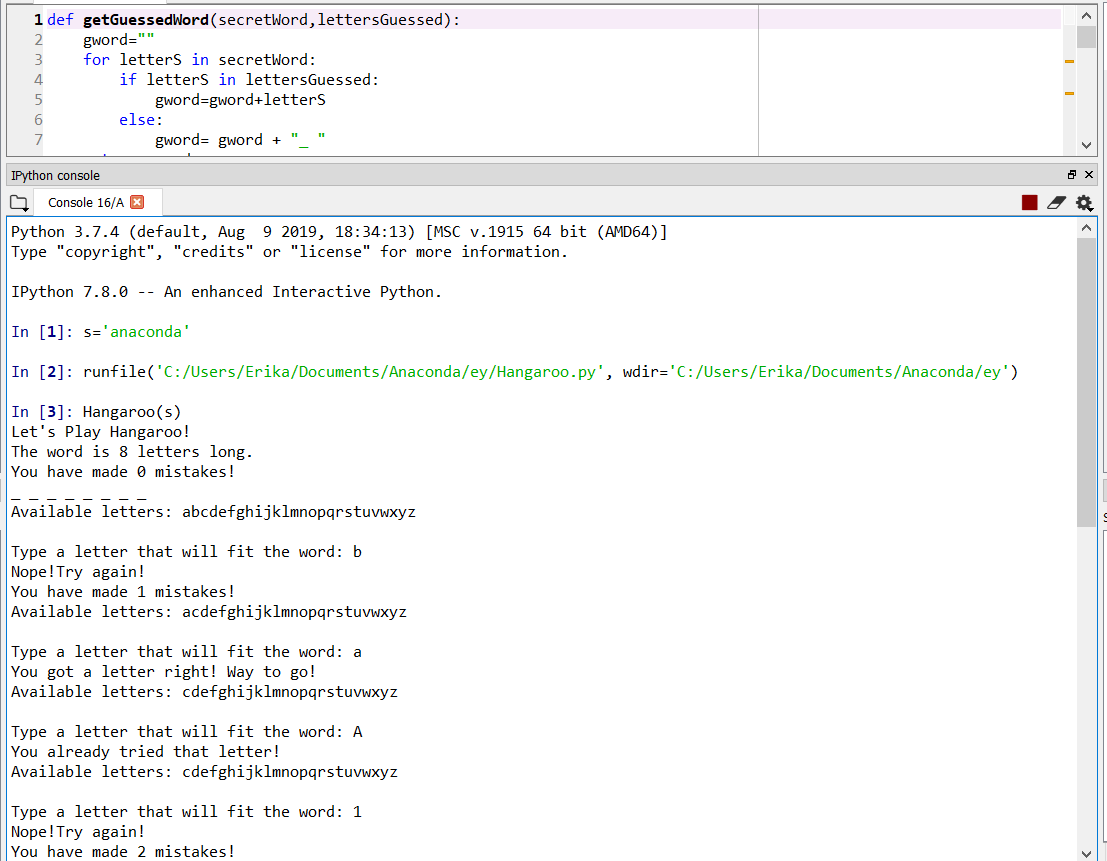 1 def getGuessedWord(secretWord,lettersGuessed):
2 gword=""
3 for letterS in secretWord:
4 if letterS in lettersGuessed:
5 gword=gword+letterS
6 else:
7 gword= gword + "_ "
IPython console
Console 16/A
Python 3.7.4 (default, Aug  9 2019, 18:34:13) [MSC v.1915 64 bit (AMD64)]
Type "copyright", "credits" or "license" for more information.
IPython 7.8.0 -- An enhanced Interactive Python.
In [1]: s='anaconda'
In [2]: runfile('C:/Users/Erika/Documents/Anaconda/ey/Hangaroo.py', wdir='C:/Users/Erika/Documents/Anaconda/ey')
In [3]: Hangaroo(s)
Let's Play Hangaroo!
The word is 8 letters long.
You have made 0 mistakes!
_ _ _ _ _ _ _ _
Available letters: abcdefghijklmnopqrstuvwxyz
Type a letter that will fit the word: b
Nope!Try again!
You have made 1 mistakes!
Available letters: acdefghijklmnopqrstuvwxyz
Type a letter that will fit the word: a
You got a letter right! Way to go!
Available letters: cdefghijklmnopqrstuvwxyz
Type a letter that will fit the word: A
You already tried that letter!
Available letters: cdefghijklmnopqrstuvwxyz
Type a letter that will fit the word: 1
Nope!Try again!
You have made 2 mistakes!